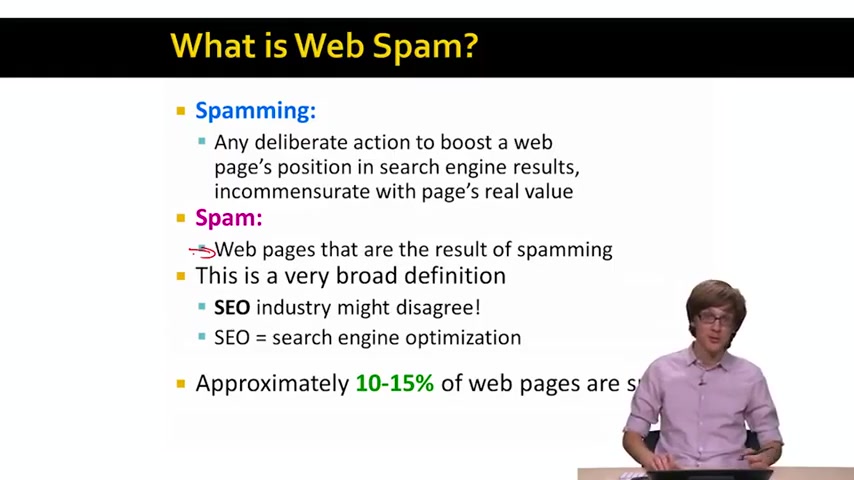 What is Web Spam?
Spamming:
Any deliberate action to boost a web
page's position in search engine results,
incommensurate with page's real value
Spam:
Web pages that are the result of spamming
This is a very broad definition
SEO industry might disagree!
SEO = search engine optimization
Approximately 10-15% of web pages are